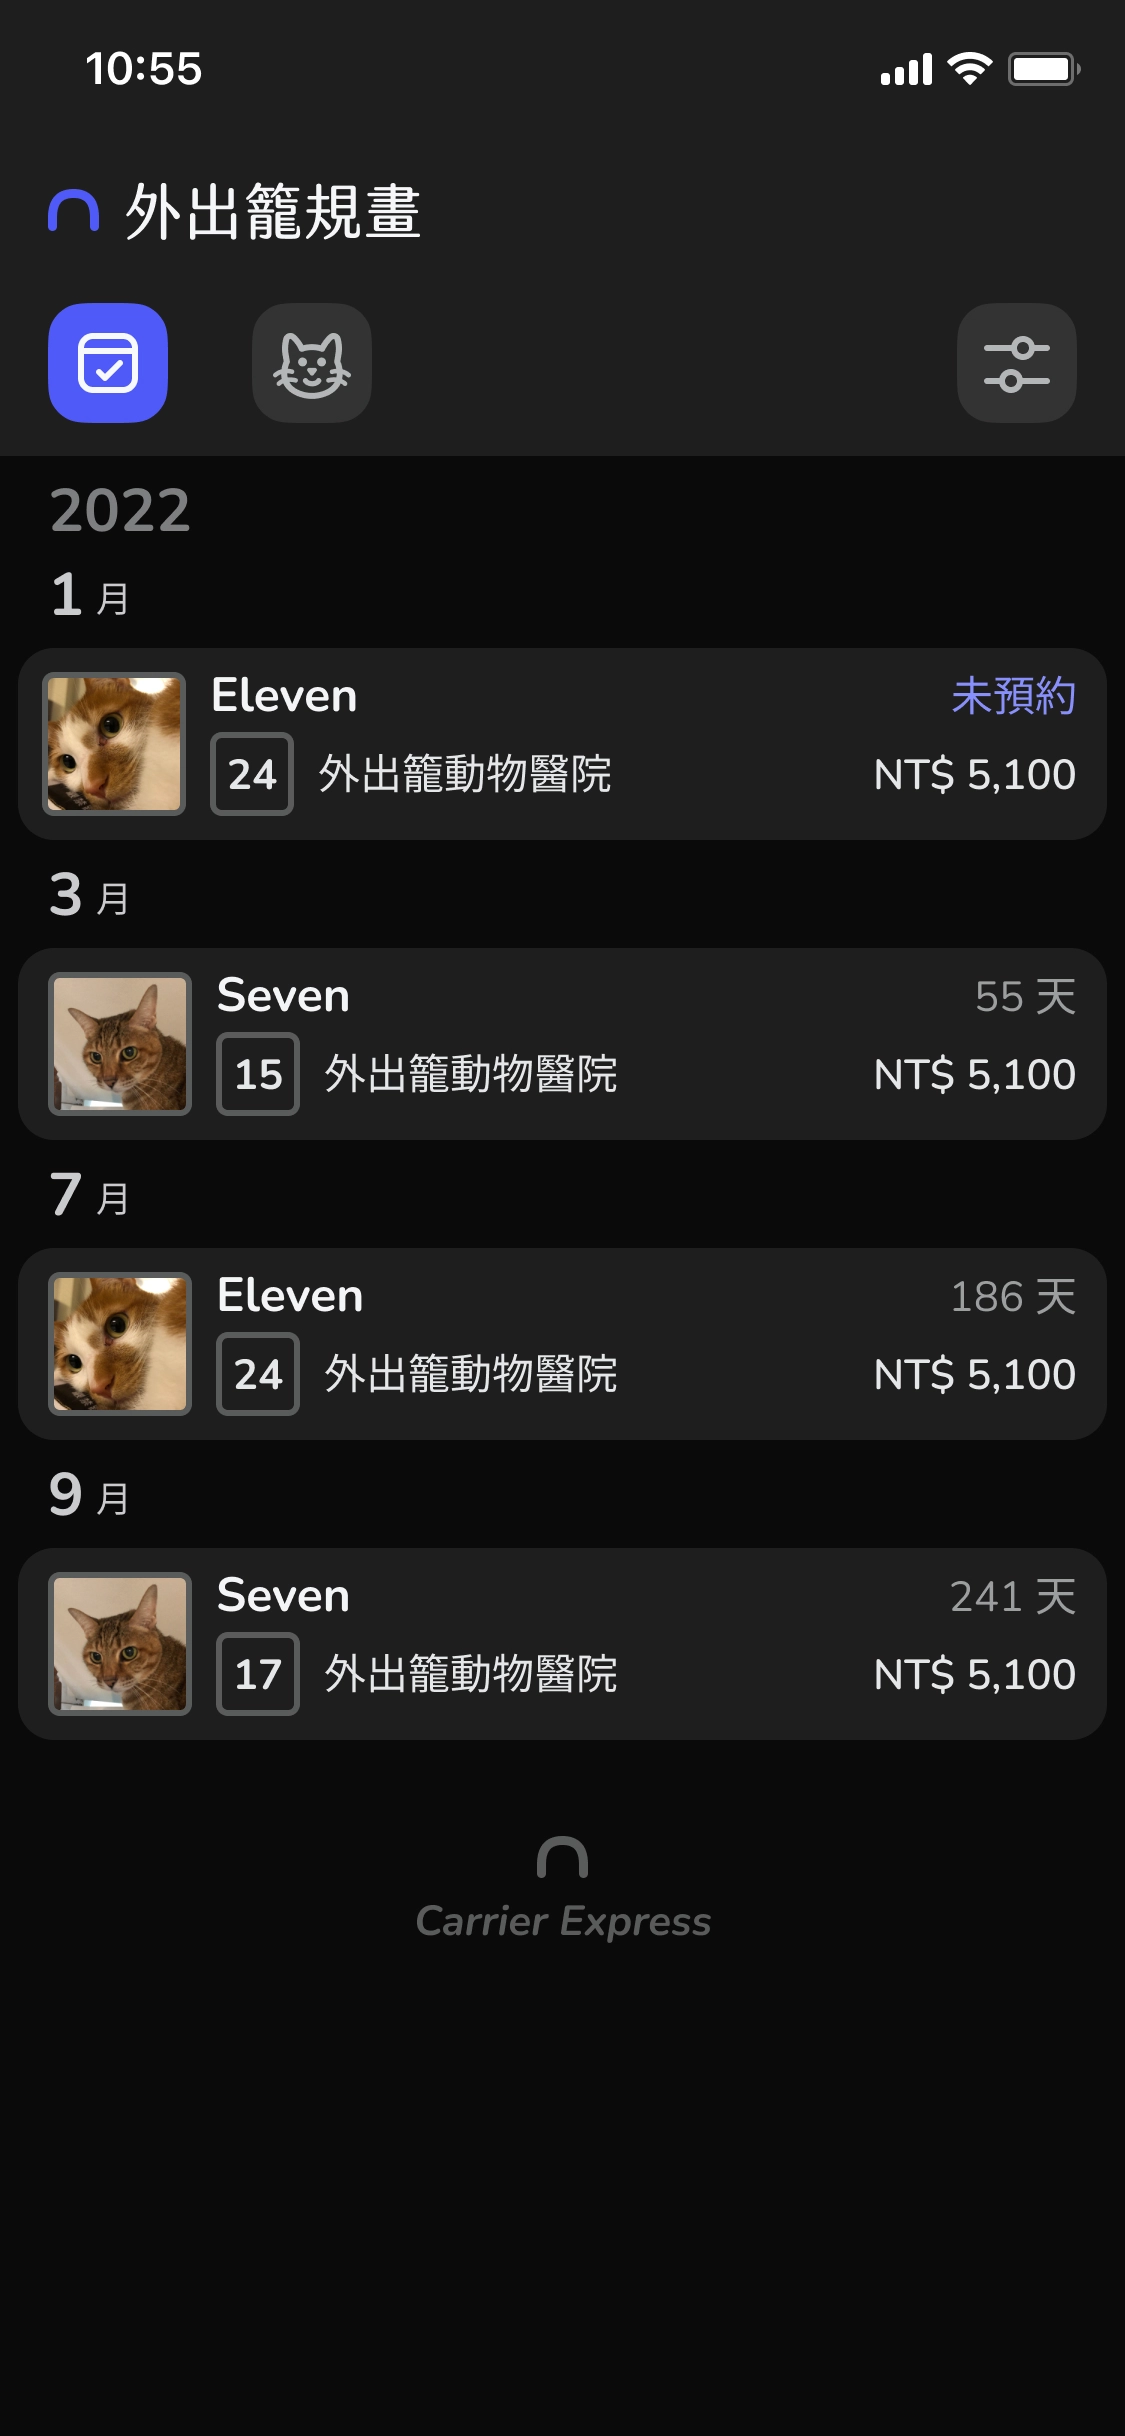 10:55
外出籠規畫
2022
1 月
Eleven 未預約
24 外出籠動物醫院 NT$ 5,100
3 月
Seven 55 天
15 外出籠動物醫院 NT$ 5,100
7 月
Eleven 186 天
24 外出籠動物醫院 NT$ 5,100
9 月
Seven 241 天
17 外出籠動物醫院 NT$ 5,100
Carrier Express